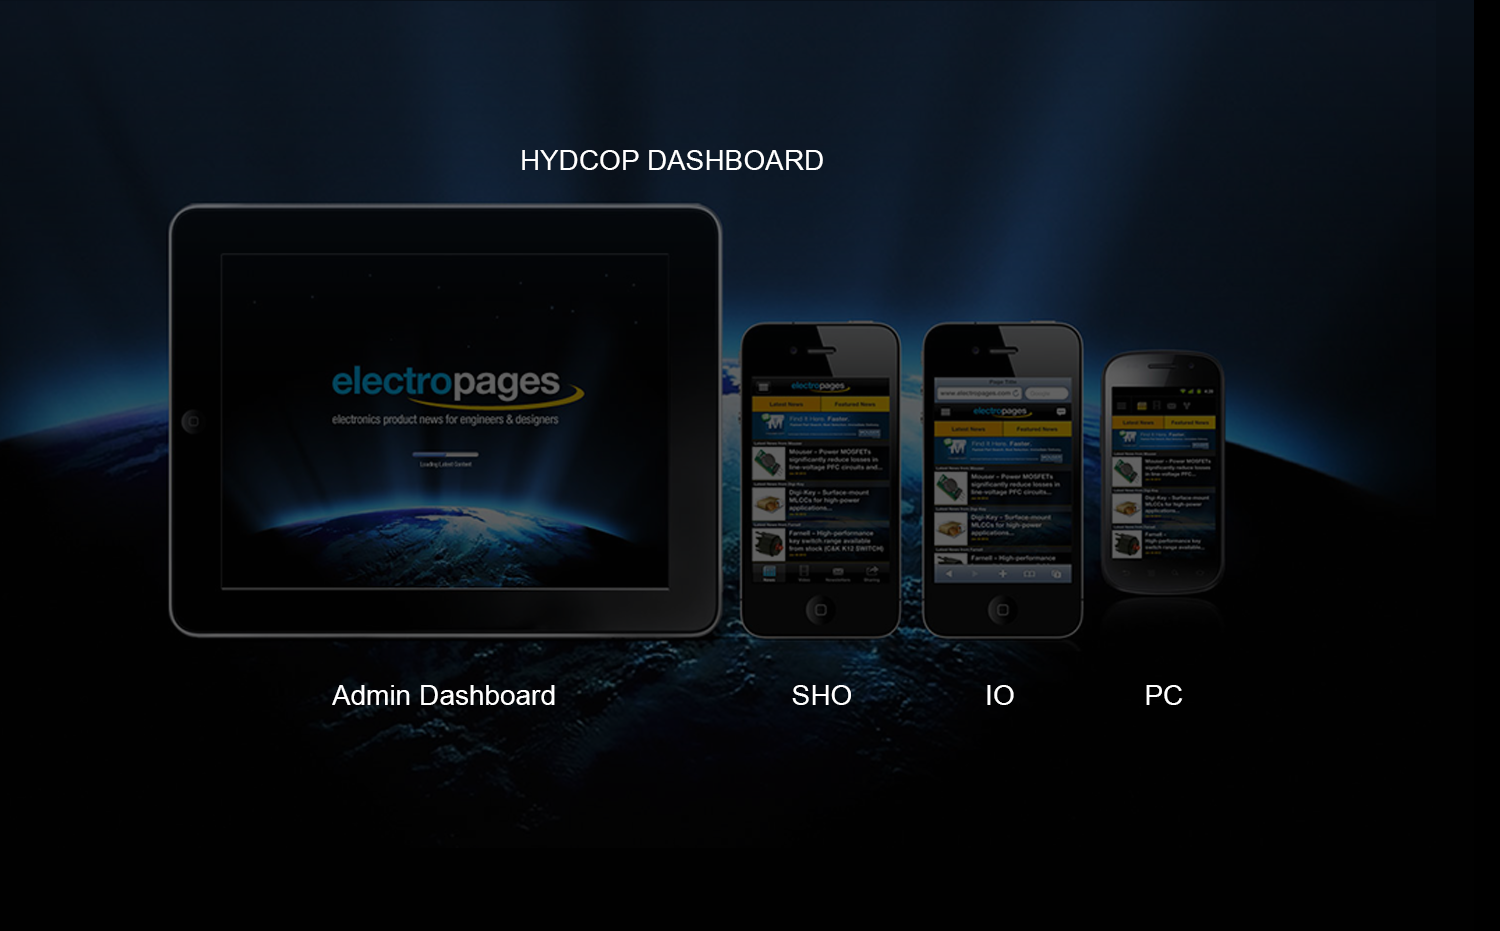 HYDCOP DASHBOARD
electropages
electronics product news for engineers & designers
Loading Latest Content
electropages
Latest News
Featured News
Find It Here. Faster.
Mouser – Power MOSFETs
significantly reduce losses in
line-voltage PFC circuits and...
Digi-Key – Surface-mount
MLCCs for high-power
applications...
Farnell – High-performance
key switch range available
from stock (C&K K12 SWITCH)
News
Video
Newsletters
Sharing
Page Title
www.electropages.com
electropages
Latest News
Featured News
Find It Here. Faster.
Mouser – Power MOSFETs
significantly reduce losses in
line-voltage PFC circuits...
Digi-Key – Surface-mount
MLCCs for high-power
applications...
Farnell – High-performance
Latest News
Featured News
Find It Here. Faster.
Mouser – Power MOSFETs
significantly reduce losses in
line-voltage PFC...
Digi-Key – Surface-mount
MLCCs for high-power
applications...
Farnell –
High-performance key
switch range available...
Admin Dashboard
SHO
IO
PC